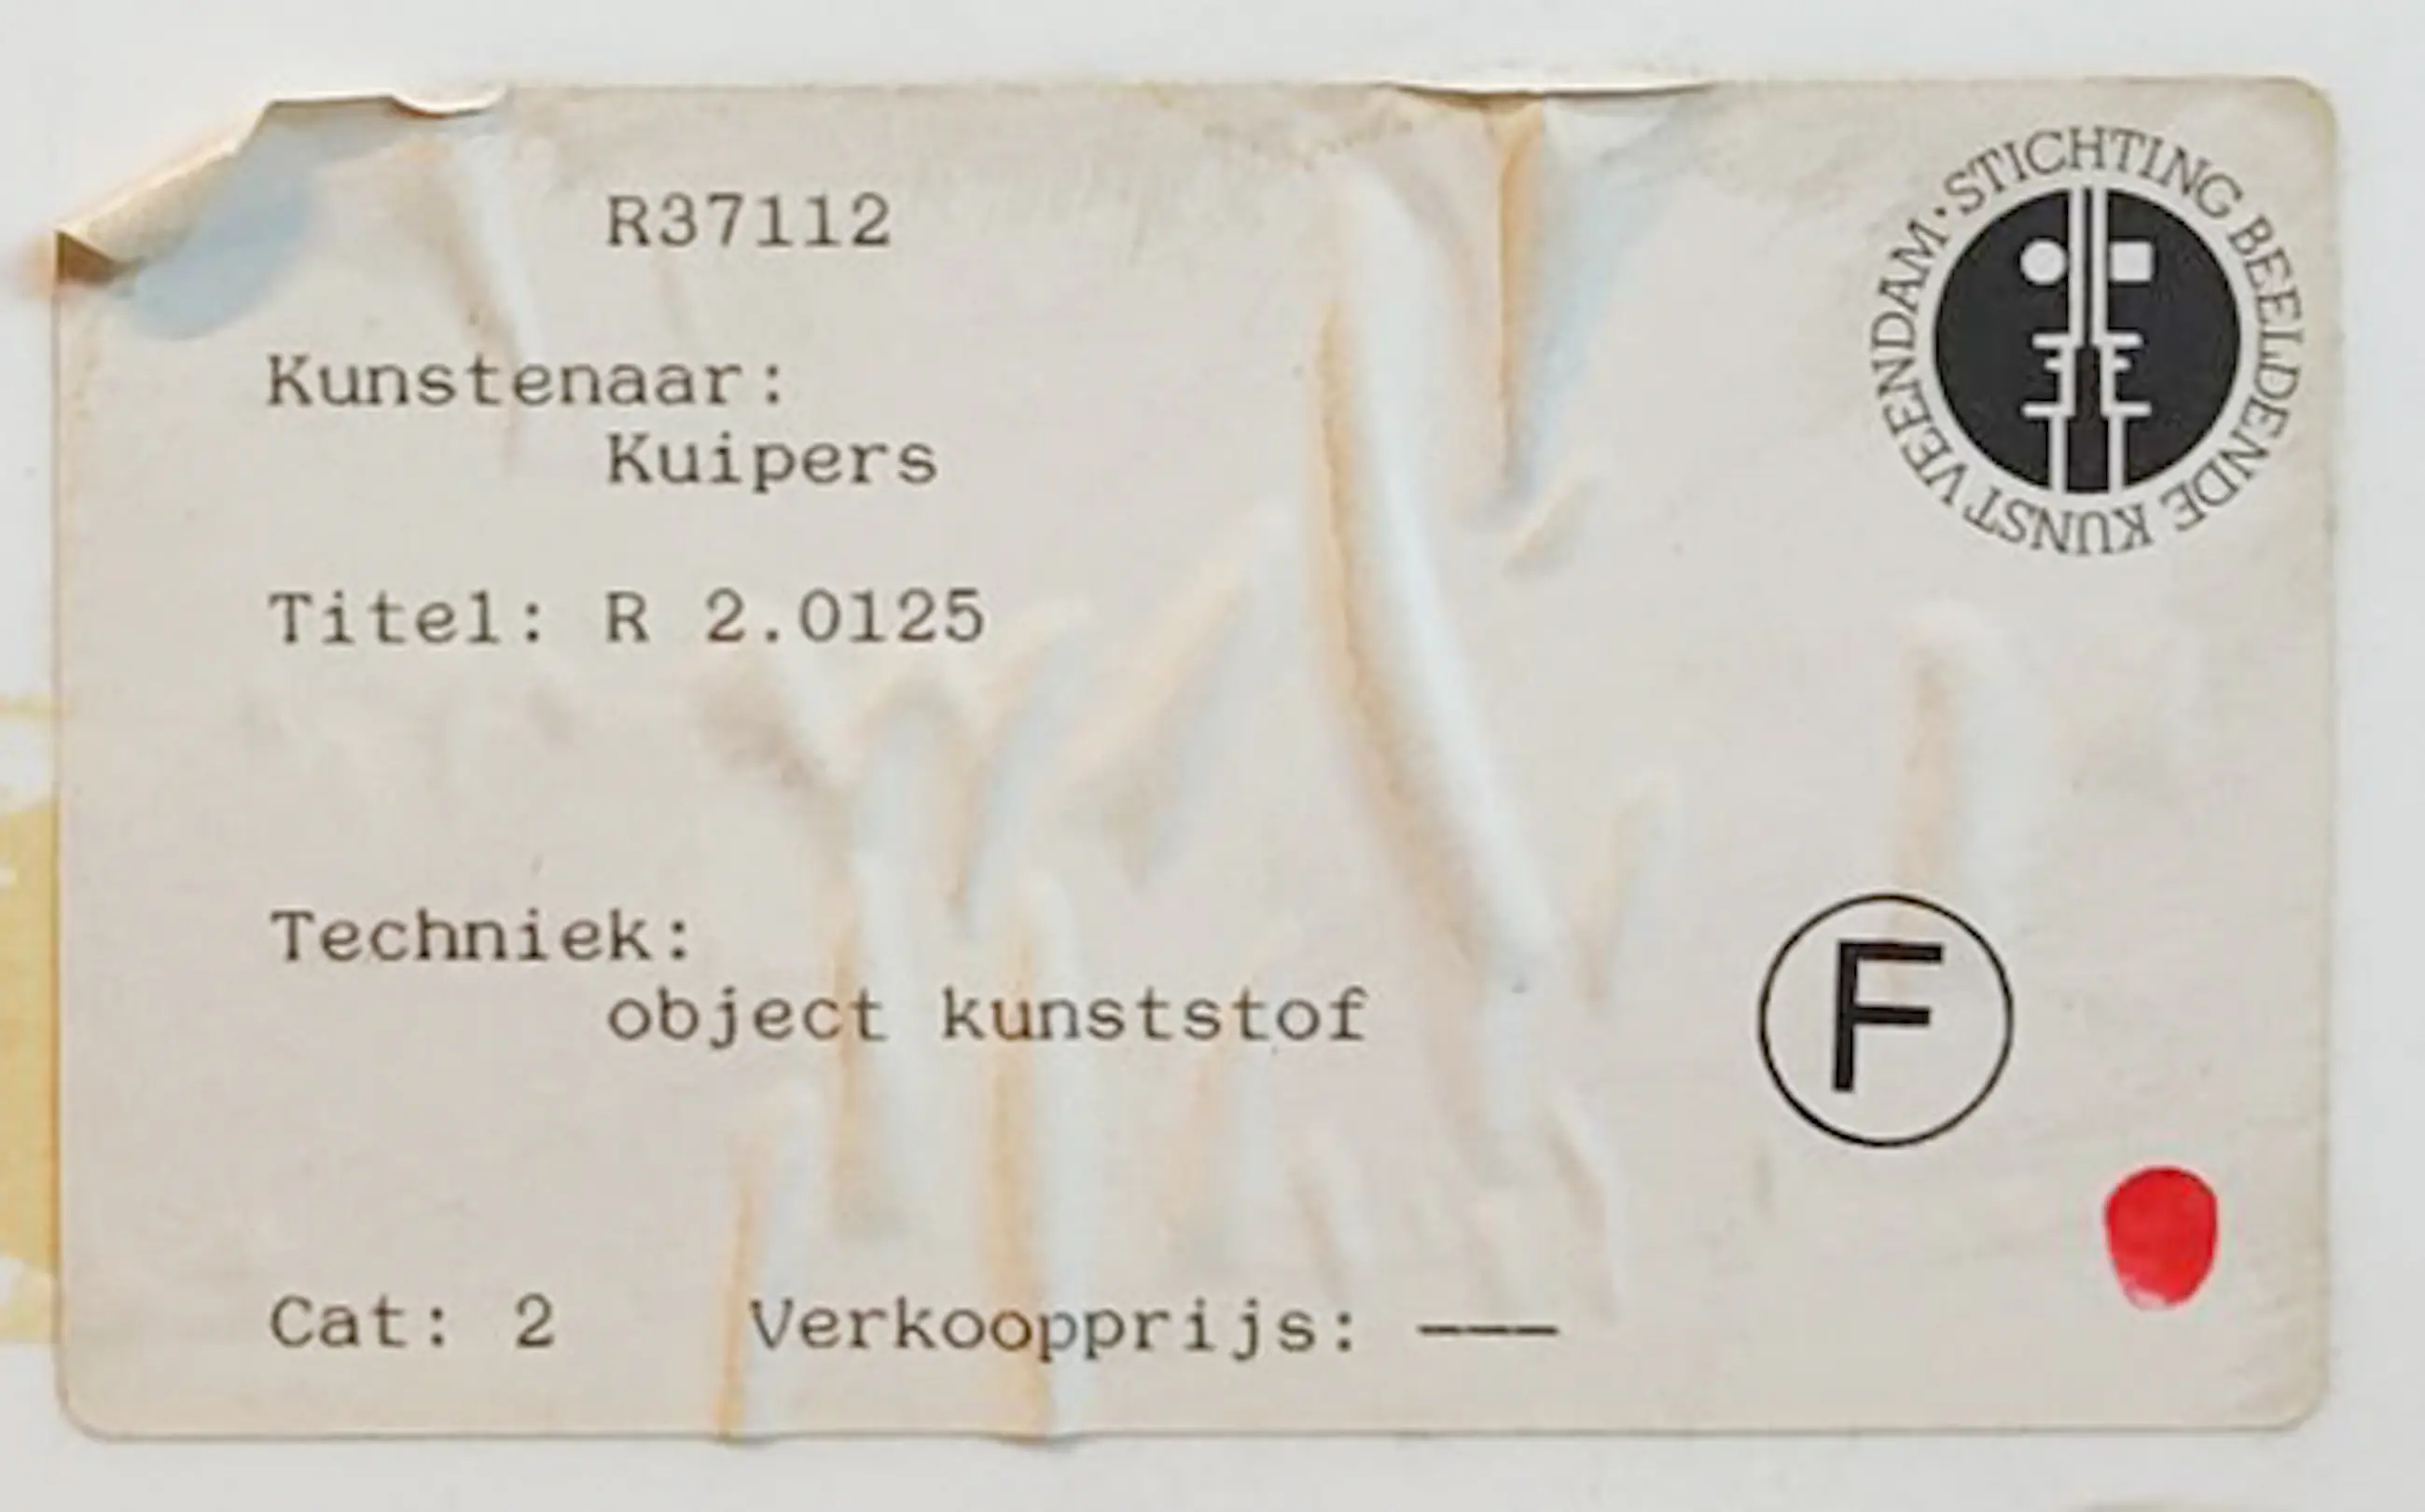 R37112
STICHTING BEELDENDE KUNST VEENDAM ·
Kunstenaar:
Kuipers
Titel: R 2.0125
Techniek:
object kunststof
F
Cat: 2 Verkoopprijs: ———